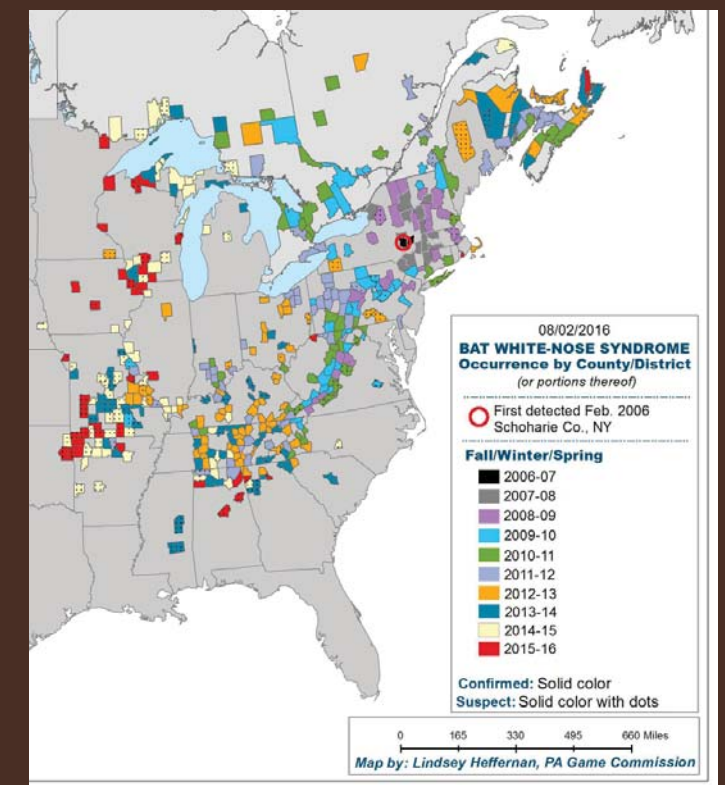 08/02/2016
BAT WHITE-NOSE SYNDROME
Occurrence by County/District
(or portions thereof)
First detected Feb. 2006
Schoharie Co., NY
Fall/Winter/Spring
2006-07
2007-08
2008-09
2009-10
2010-11
2011-12
2012-13
2013-14
2014-15
2015-16
Confirmed: Solid color
Suspect: Solid color with dots
0 165 330 495 660 Miles
Map by: Lindsey Heffernan, PA Game Commission